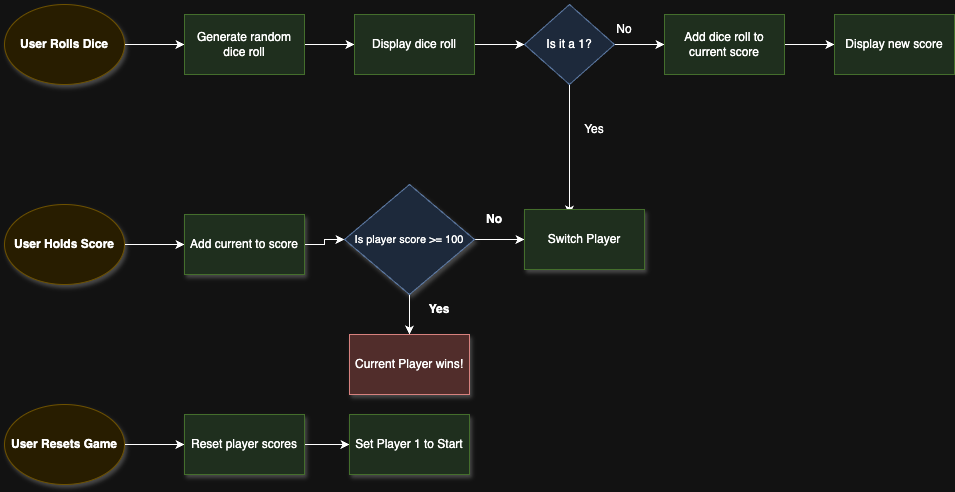 User Rolls Dice
Generate random
dice roll
Display dice roll
Is it a 1?
No
Add dice roll to
current score
Display new score
Yes
User Holds Score
Add current to score
Is player score >= 100
No
Switch Player
Yes
Current Player wins!
User Resets Game
Reset player scores
Set Player 1 to Start